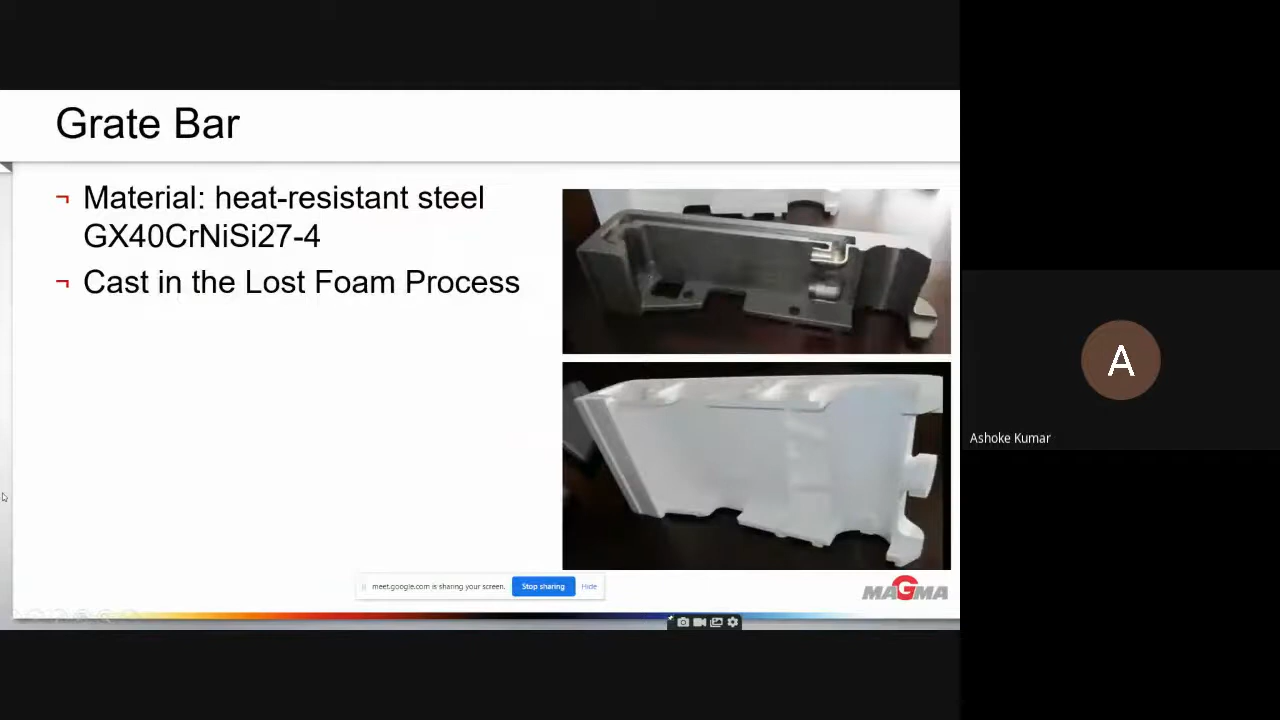 Grate Bar
¬ Material: heat-resistant steel
GX40CrNiSi27-4
¬ Cast in the Lost Foam Process
meet.google.com is sharing your screen.
Stop sharing
Hide
MAGMA
A
Ashoke Kumar